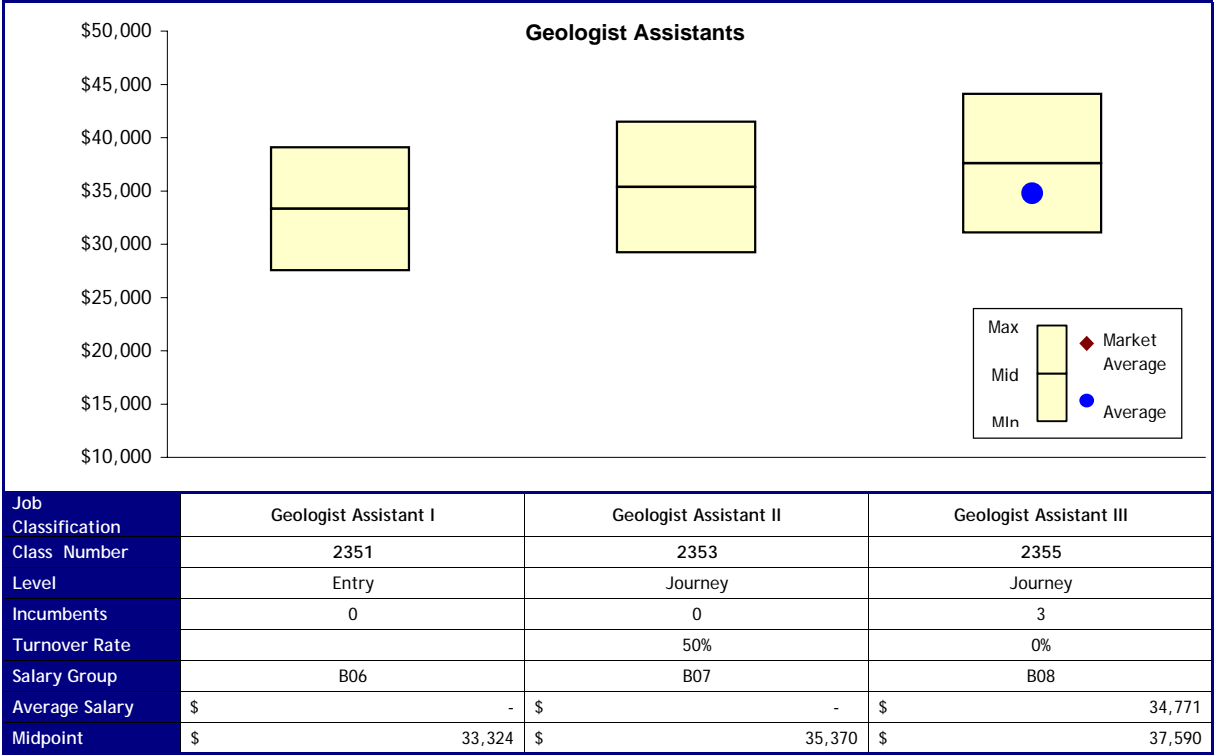 Geologist Assistants
$50,000
$45,000
$40,000
$35,000
$30,000
$25,000
$20,000
$15,000
$10,000
Max
Mid
MIn
Market
Average
Average
Job
Classification Geologist Assistant I Geologist Assistant II Geologist Assistant III
Class Number 2351 2353 2355
Level Entry Journey Journey
Incumbents 0 0 3
Turnover Rate 50% 0%
Salary Group B06 B07 B08
Average Salary $ - $ - $ 34,771
Midpoint $ 33,324 $ 35,370 $ 37,590